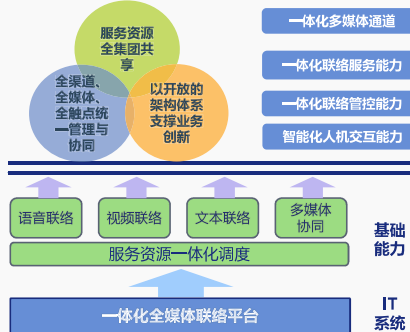 服务资源
全集团共
享
全渠道、
全媒体、
全触点统
一管理与
协同
以开放的
架构体系
支撑业务
创新
一体化多媒体通道
一体化联络服务能力
一体化联络管控能力
智能化人机交互能力
语音联络
视频联络
文本联络
多媒体
协同
服务资源一体化调度
基础
能力
一体化全媒体联络平台
IT
系统